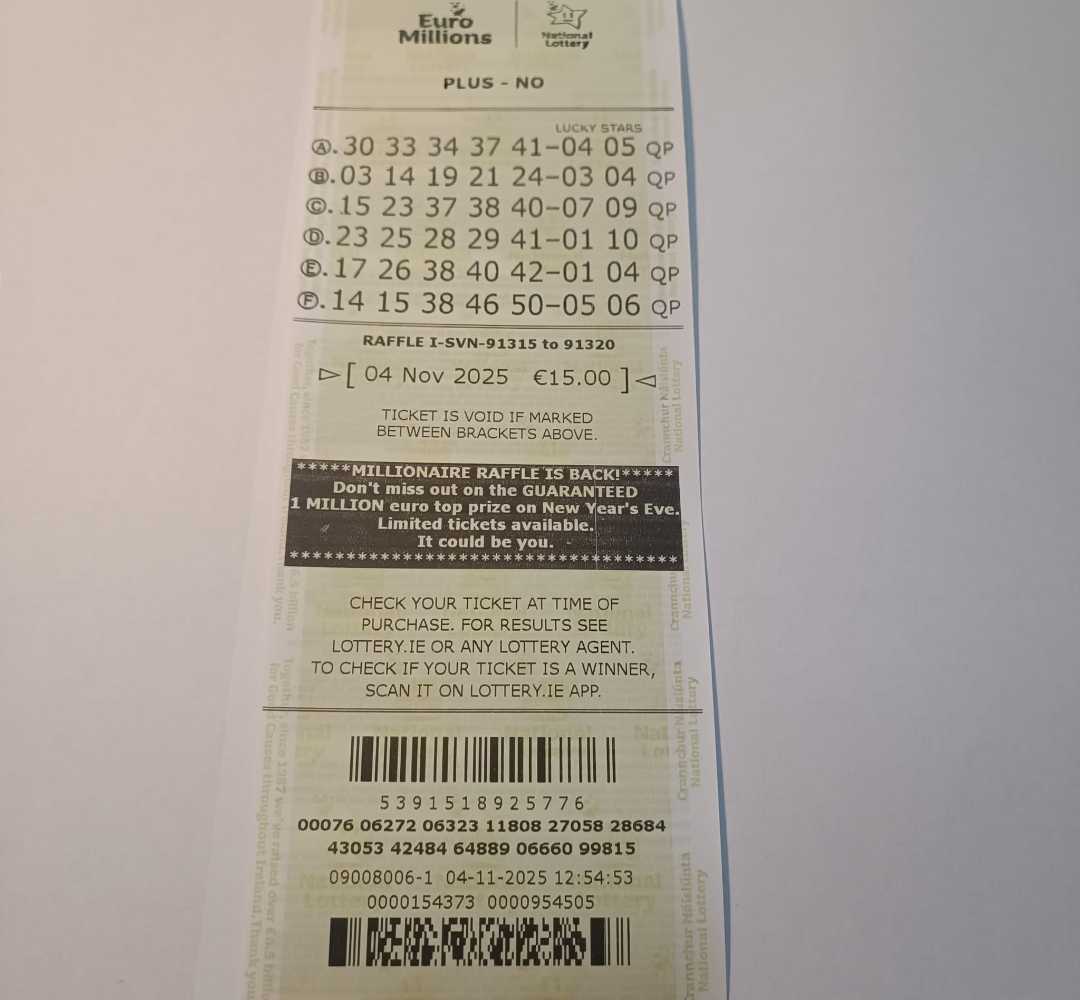 Euro
Millions
National
Lottery
PLUS - NO
LUCKY STARS
Ⓐ.30 33 34 37 41-04 05 QP
Ⓑ.03 14 19 21 24-03 04 QP
Ⓒ.15 23 37 38 40-07 09 QP
Ⓓ.23 25 28 29 41-01 10 QP
Ⓔ.17 26 38 40 42-01 04 QP
Ⓕ.14 15 38 46 50-05 06 QP
RAFFLE I-SVN-91315 to 91320
[ 04 Nov 2025 €15.00 ]
TICKET IS VOID IF MARKED
BETWEEN BRACKETS ABOVE.
*****MILLIONAIRE RAFFLE IS BACK!*****
Don't miss out on the GUARANTEED
1 MILLION euro top prize on New Year's Eve.
Limited tickets available.
It could be you.
**********************************
CHECK YOUR TICKET AT TIME OF
PURCHASE. FOR RESULTS SEE
LOTTERY.IE OR ANY LOTTERY AGENT.
TO CHECK IF YOUR TICKET IS A WINNER,
SCAN IT ON LOTTERY.IE APP.
5391518925776
00076 06272 06323 11808 27058 28684
43053 42484 64889 06660 99815
09008006-1 04-11-2025 12:54:53
0000154373 0000954505
Crannchur Náisiúnta
National Lottery